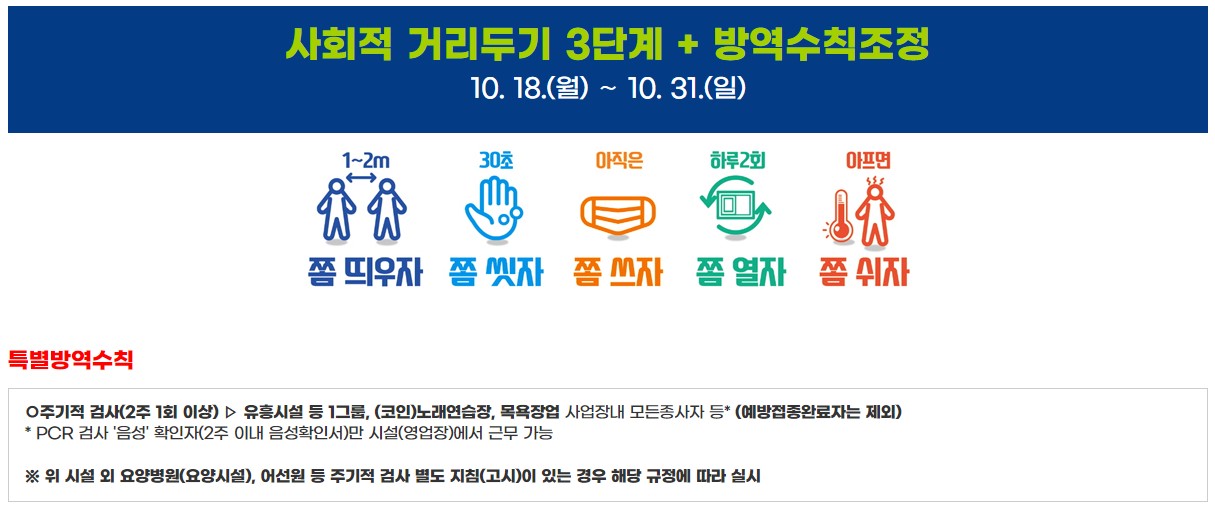 사회적 거리두기 3단계 + 방역수칙조정
10. 18.(월) ~ 10. 31.(일)
1~2m 30초 아직은 하루2회 아프면
쫌 띄우자 쫌 씻자 쫌 쓰자 쫌 열자 쫌 쉬자
특별방역수칙
ㅇ주기적 검사(2주 1회 이상) ▷ 유흥시설 등 1그룹, (코인)노래연습장, 목욕장업 사업장내 모든종사자 등* (예방접종완료자는 제외)
* PCR 검사 '음성' 확인자(2주 이내 음성확인서)만 시설(영업장)에서 근무 가능
※ 위 시설 외 요양병원(요양시설), 어선원 등 주기적 검사 별도 지침(고시)이 있는 경우 해당 규정에 따라 실시